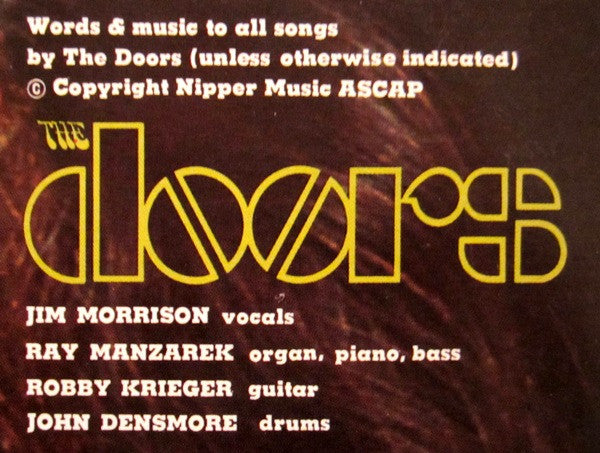 Words & music to all songs
by The Doors (unless otherwise indicated)
© Copyright Nipper Music ASCAP
THE
doors
JIM MORRISON vocals
RAY MANZAREK organ, piano, bass
ROBBY KRIEGER guitar
JOHN DENSMORE drums